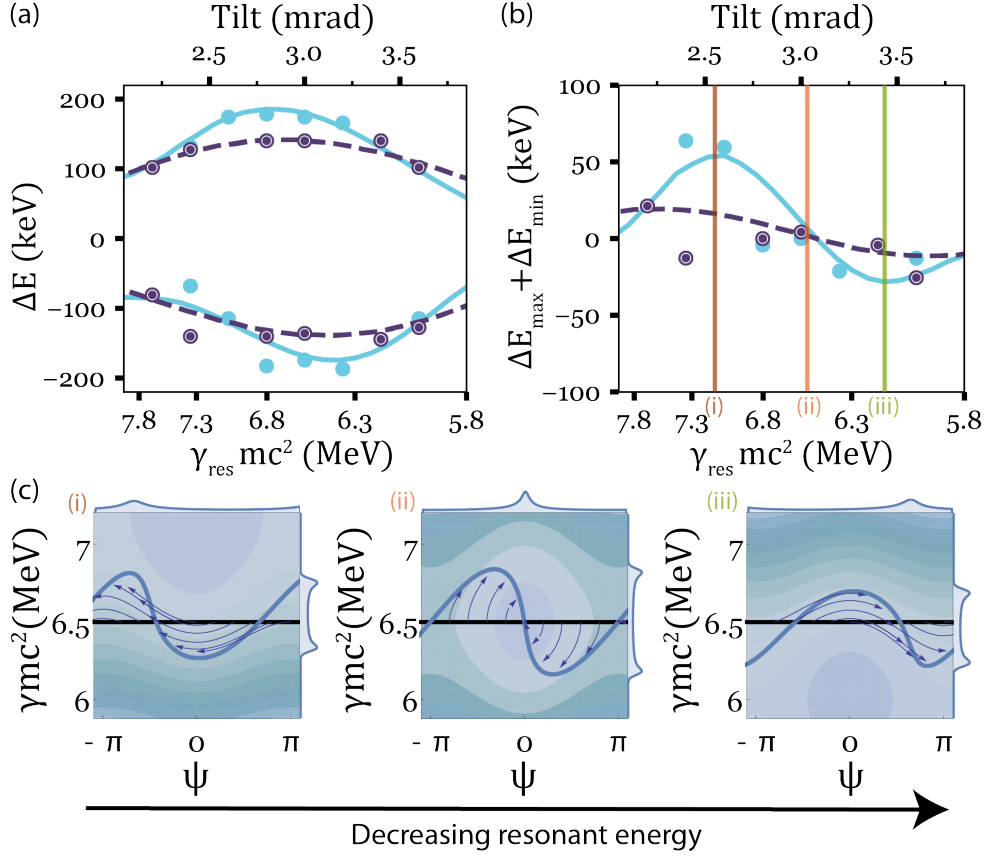 (a)
Tilt (mrad)
2.5 3.0 3.5
200
100
0
−100
−200
ΔE (keV)
7.8 7.3 6.8 6.3 5.8
γres mc² (MeV)
(b)
Tilt (mrad)
2.5 3.0 3.5
100
50
0
−50
−100
ΔEmax+ΔEmin (keV)
(i) (ii) (iii)
7.8 7.3 6.8 6.3 5.8
γres mc² (MeV)
(c)
(i)
7
6.5
6
γmc² (MeV)
- π 0 π
ψ
(ii)
7
6.5
6
γmc² (MeV)
- π 0 π
ψ
(iii)
7
6.5
6
γmc² (MeV)
- π 0 π
ψ
Decreasing resonant energy